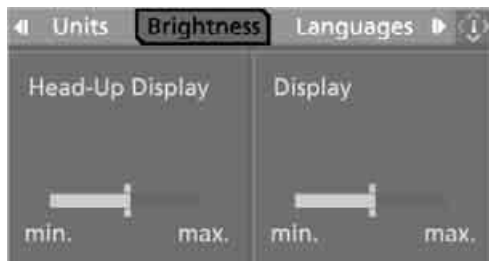 Units Brightness Languages
Head-Up Display Display
min. max. min. max.